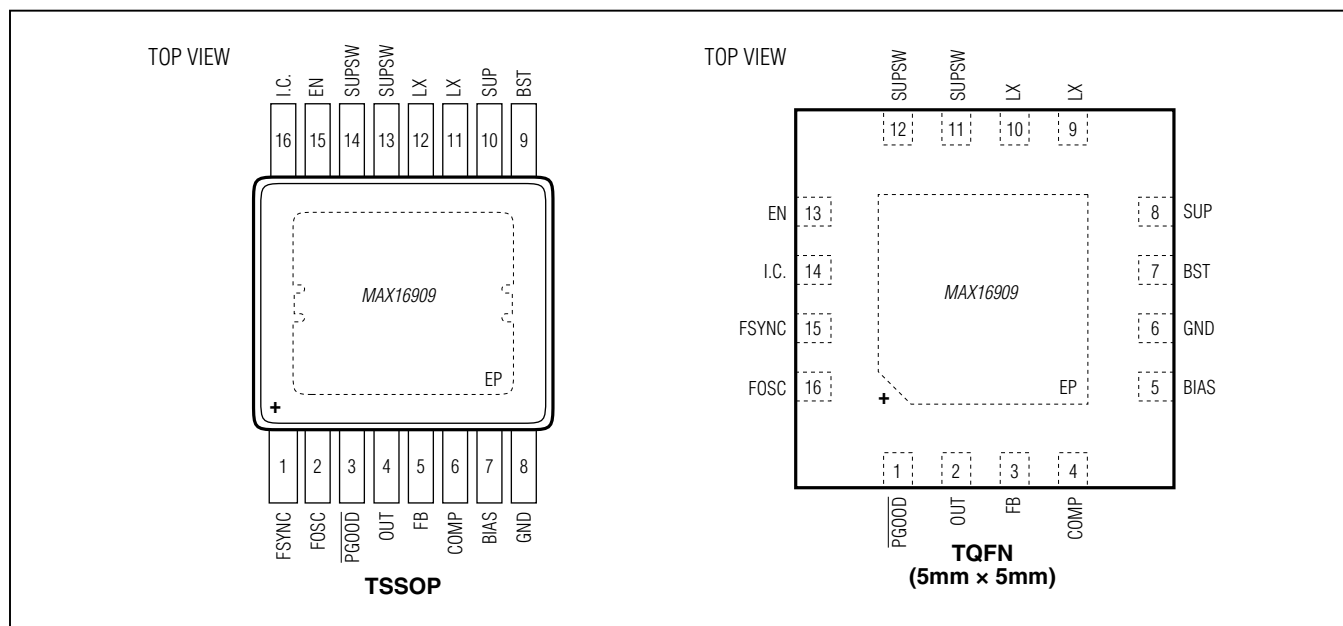 TOP VIEW
I.C.
EN
SUPSW
SUPSW
LX
LX
SUP
BST
16 15 14 13 12 11 10 9
MAX16909
EP
+
1 2 3 4 5 6 7 8
FSYNC
FOSC
PGOOD
OUT
FB
COMP
BIAS
GND
TSSOP
TOP VIEW
SUPSW
SUPSW
LX
LX
12 11 10 9
EN 13
I.C. 14
FSYNC 15
FOSC 16
8 SUP
7 BST
6 GND
5 BIAS
MAX16909
EP
+
1 2 3 4
PGOOD
OUT
FB
COMP
TQFN
(5mm × 5mm)